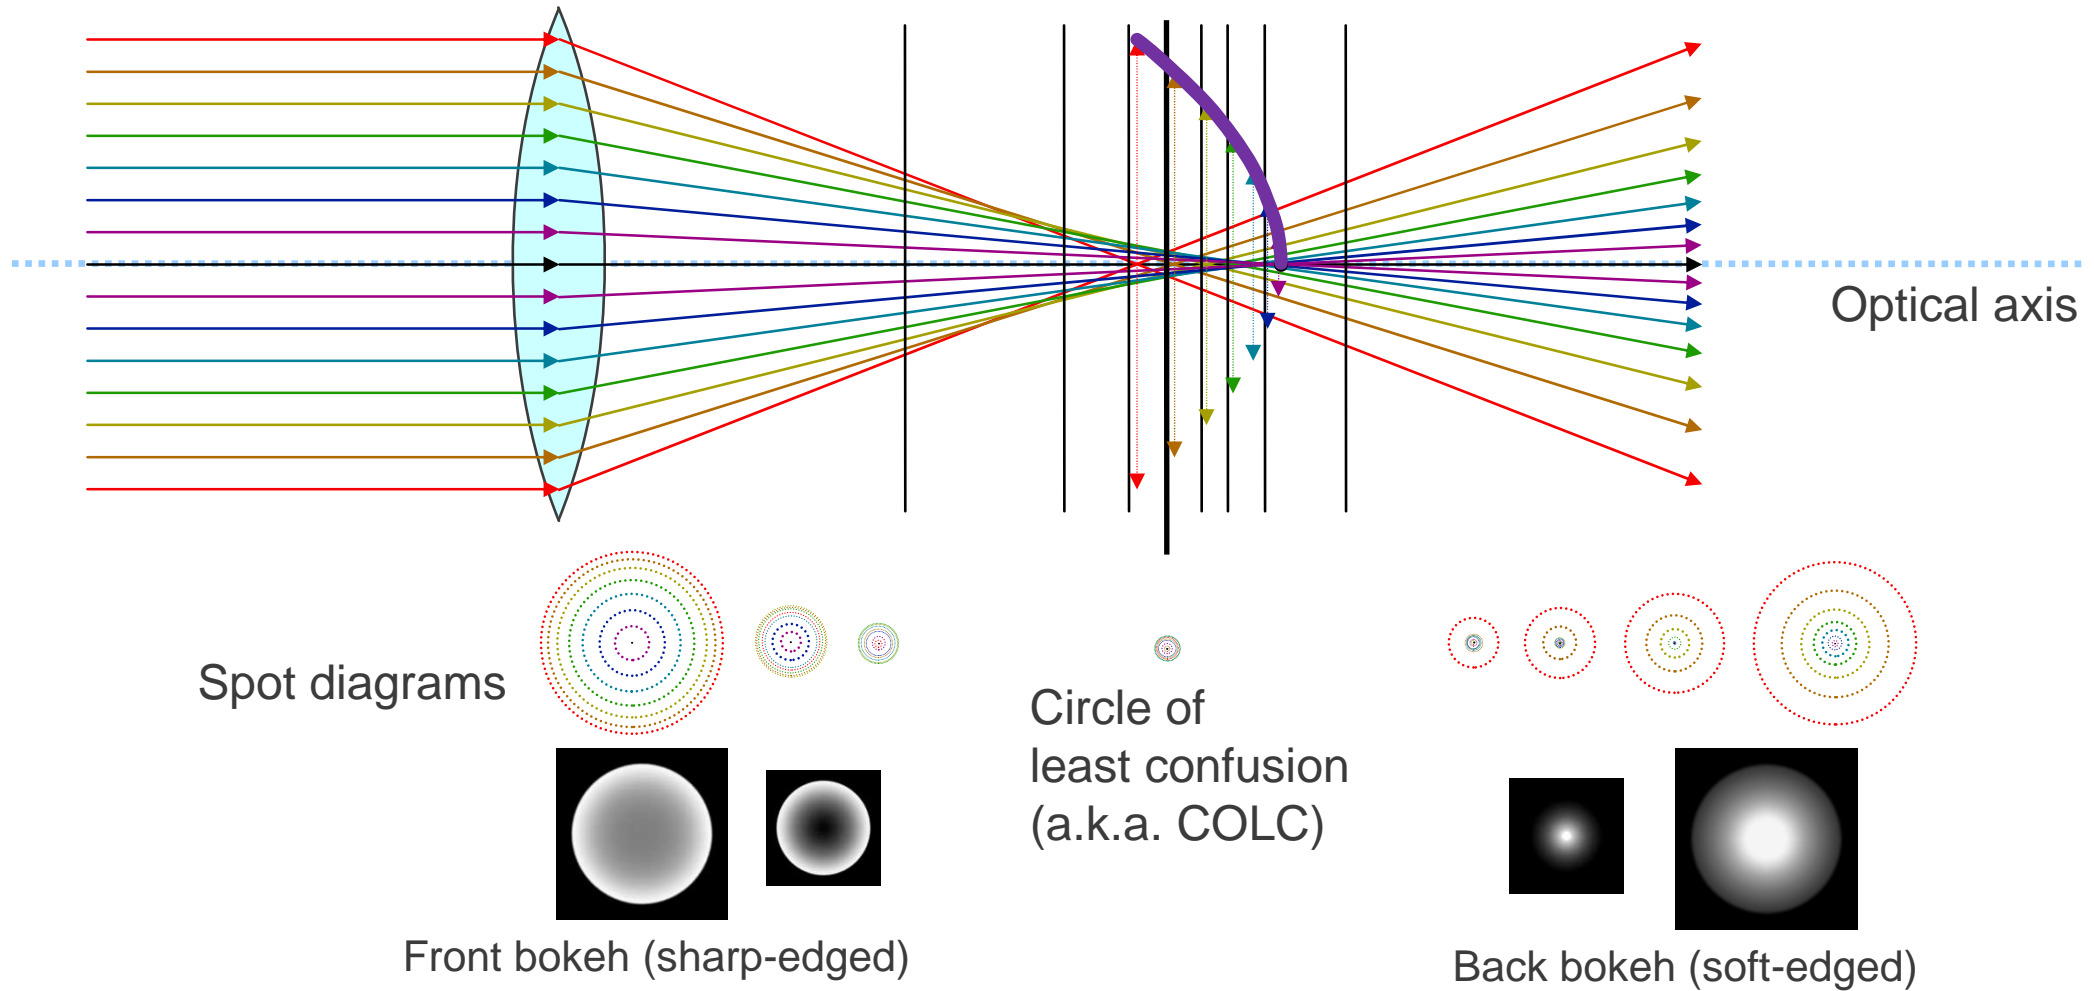 Optical axis
Spot diagrams
Circle of
least confusion
(a.k.a. COLC)
Front bokeh (sharp-edged)
Back bokeh (soft-edged)